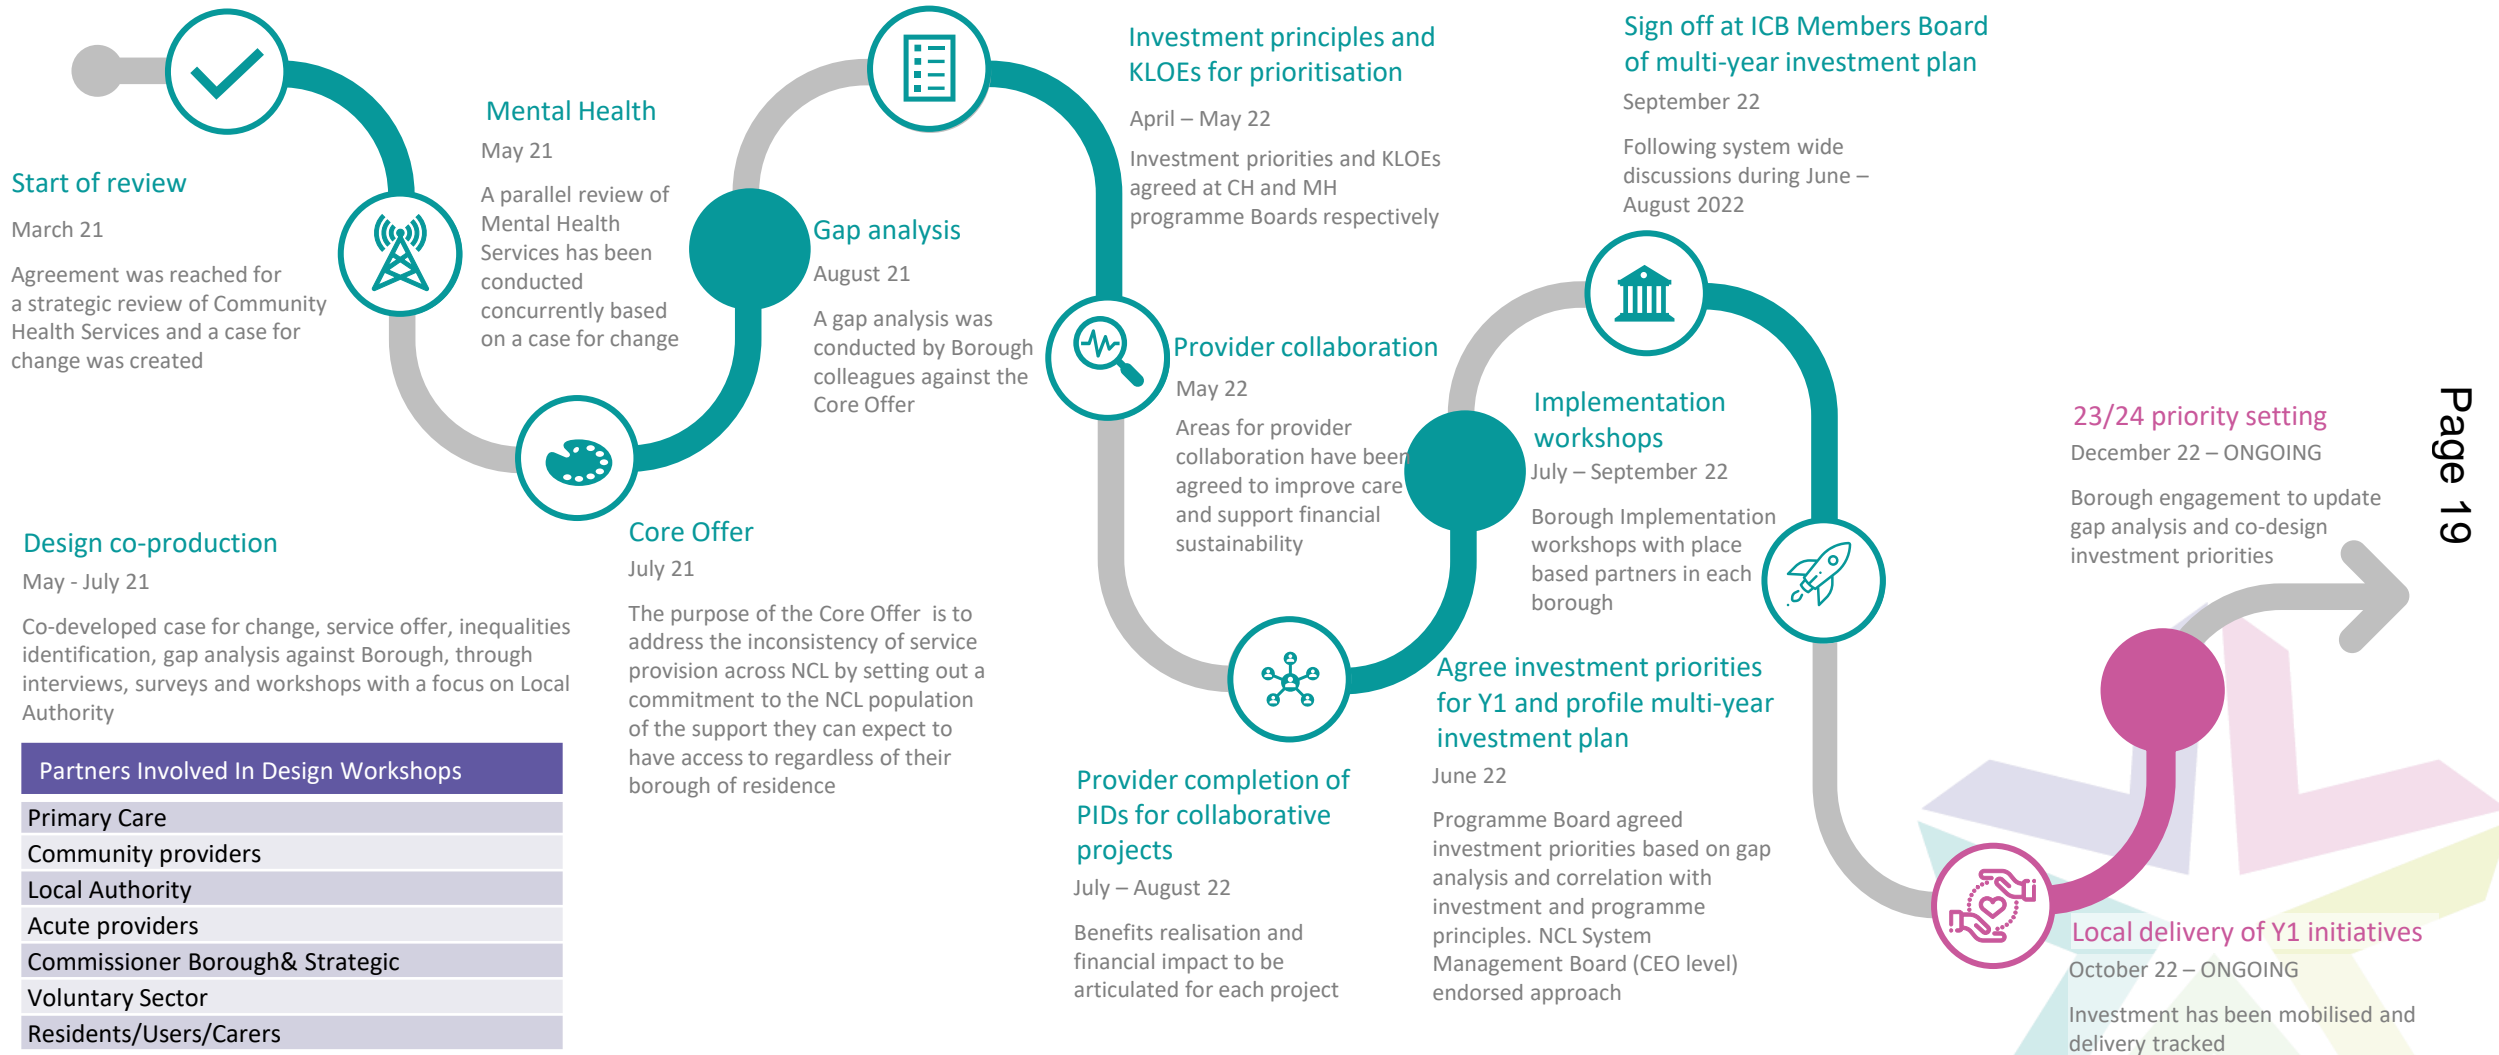 Start of review
March 21
Agreement was reached for
a strategic review of Community
Health Services and a case for
change was created
Mental Health
May 21
A parallel review of
Mental Health
Services has been
conducted
concurrently based
on a case for change
Design co-production
May - July 21
Co-developed case for change, service offer, inequalities
identification, gap analysis against Borough, through
interviews, surveys and workshops with a focus on Local
Authority
Partners Involved In Design Workshops
Primary Care
Community providers
Local Authority
Acute providers
Commissioner Borough& Strategic
Voluntary Sector
Residents/Users/Carers
Core Offer
July 21
The purpose of the Core Offer is to
address the inconsistency of service
provision across NCL by setting out a
commitment to the NCL population
of the support they can expect to
have access to regardless of their
borough of residence
Gap analysis
August 21
A gap analysis was
conducted by Borough
colleagues against the
Core Offer
Investment principles and
KLOEs for prioritisation
April – May 22
Investment priorities and KLOEs
agreed at CH and MH
programme Boards respectively
Provider collaboration
May 22
Areas for provider
collaboration have been
agreed to improve care
and support financial
sustainability
Provider completion of
PIDs for collaborative
projects
July – August 22
Benefits realisation and
financial impact to be
articulated for each project
Agree investment priorities
for Y1 and profile multi-year
investment plan
June 22
Programme Board agreed
investment priorities based on gap
analysis and correlation with
investment and programme
principles. NCL System
Management Board (CEO level)
endorsed approach
Implementation
workshops
July – September 22
Borough Implementation
workshops with place
based partners in each
borough
Sign off at ICB Members Board
of multi-year investment plan
September 22
Following system wide
discussions during June –
August 2022
Local delivery of Y1 initiatives
October 22 – ONGOING
Investment has been mobilised and
delivery tracked
23/24 priority setting
December 22 – ONGOING
Borough engagement to update
gap analysis and co-design
investment priorities
Page 19